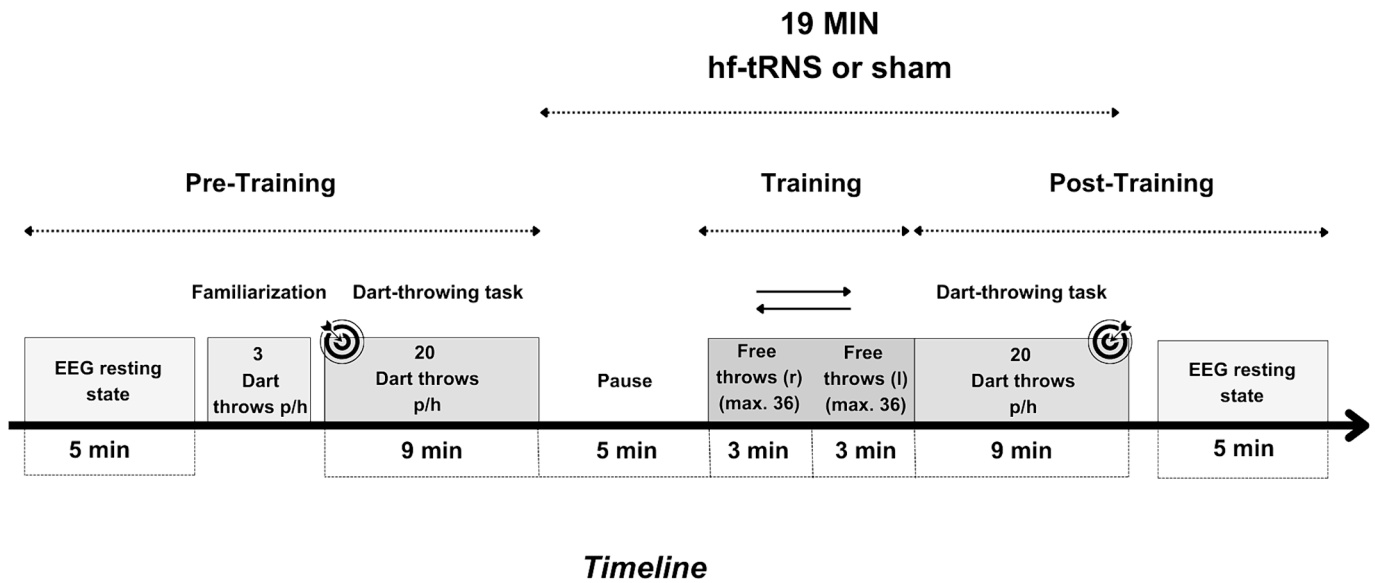 19 MIN
hf-tRNS or sham
Pre-Training
Training
Post-Training
Familiarization
Dart-throwing task
Dart-throwing task
EEG resting
state
3
Dart
throws p/h
20
Dart throws
p/h
Pause
Free
throws (r)
(max. 36)
Free
throws (l)
(max. 36)
20
Dart throws
p/h
EEG resting
state
5 min
9 min
5 min
3 min
3 min
9 min
5 min
Timeline